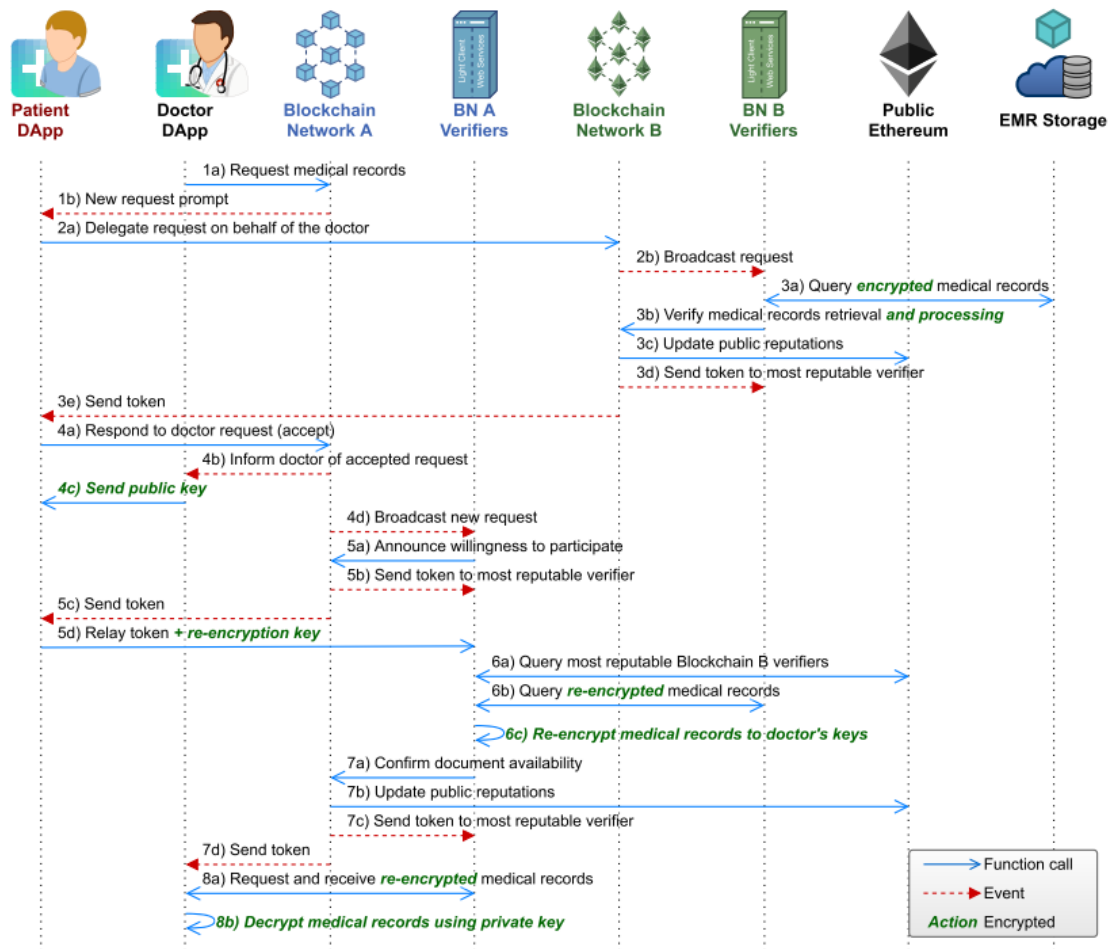 Light Client
Web Services
Light Client
Web Services
Patient
DApp
Doctor
DApp
Blockchain
Network A
BN A
Verifiers
Blockchain
Network B
BN B
Verifiers
Public
Ethereum
EMR Storage
1a) Request medical records
1b) New request prompt
2a) Delegate request on behalf of the doctor
2b) Broadcast request
3a) Query encrypted medical records
3b) Verify medical records retrieval and processing
3c) Update public reputations
3d) Send token to most reputable verifier
3e) Send token
4a) Respond to doctor request (accept)
4b) Inform doctor of accepted request
4c) Send public key
4d) Broadcast new request
5a) Announce willingness to participate
5b) Send token to most reputable verifier
5c) Send token
5d) Relay token + re-encryption key
6a) Query most reputable Blockchain B verifiers
6b) Query re-encrypted medical records
6c) Re-encrypt medical records to doctor's keys
7a) Confirm document availability
7b) Update public reputations
7c) Send token to most reputable verifier
7d) Send token
8a) Request and receive re-encrypted medical records
8b) Decrypt medical records using private key
Function call
Event
Action Encrypted